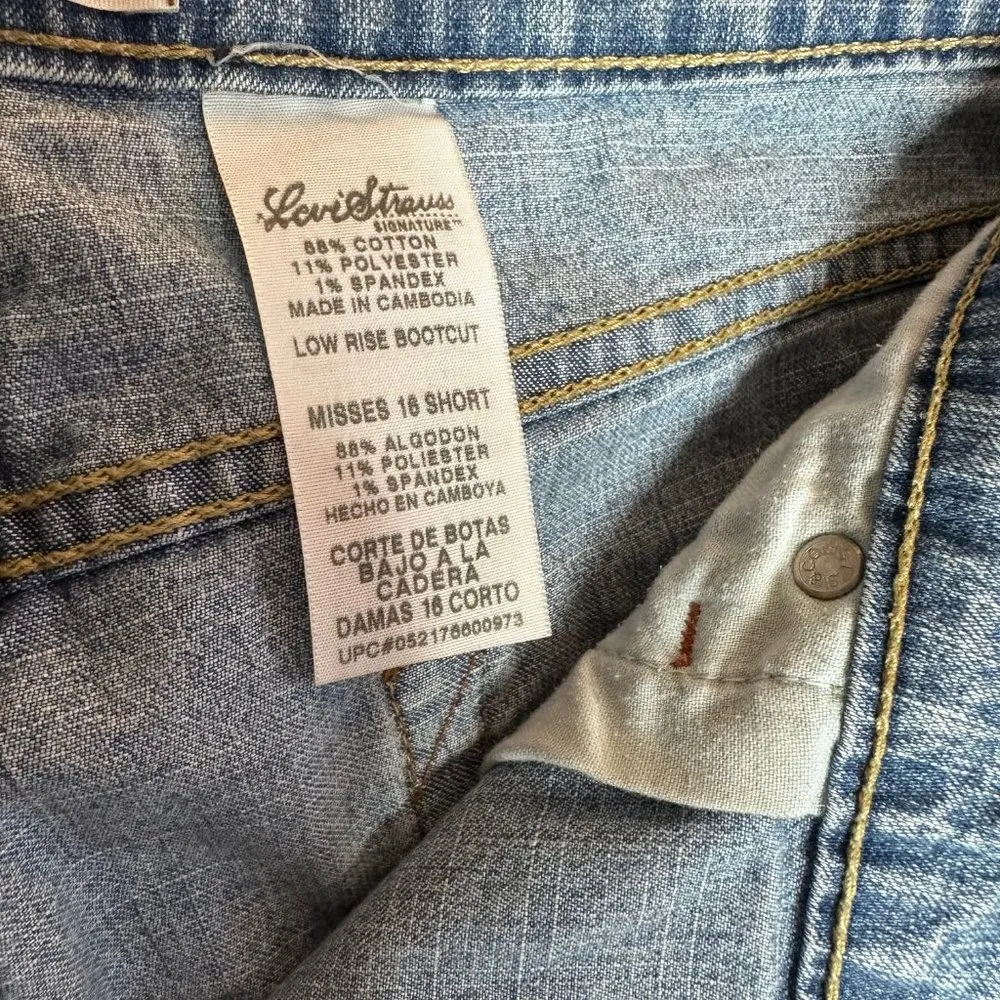 Levi Strauss
SIGNATURE™
88% COTTON
11% POLYESTER
1% SPANDEX
MADE IN CAMBODIA
LOW RISE BOOTCUT
MISSES 16 SHORT
88% ALGODON
11% POLIESTER
1% SPANDEX
HECHO EN CAMBOYA
CORTE DE BOTAS
BAJO A LA
CADERA
DAMAS 16 CORTO
UPC#052176600973